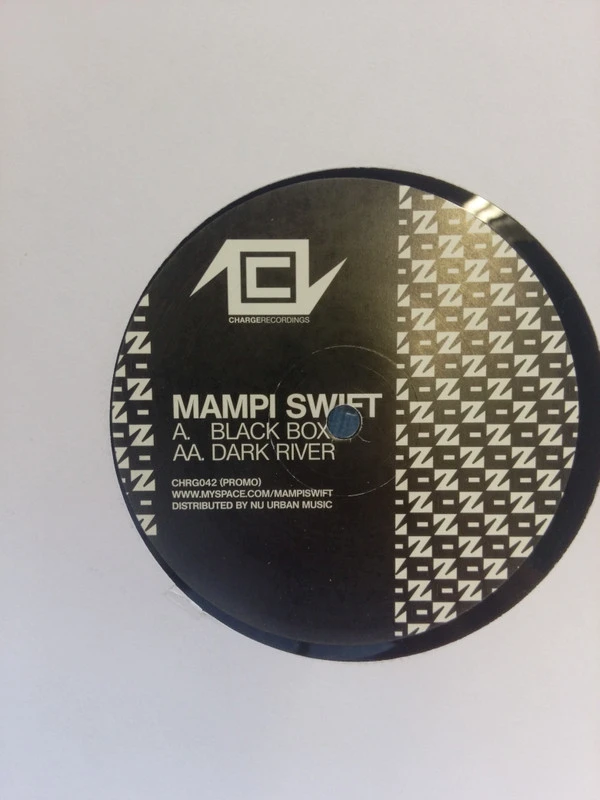 CHARGERECORDINGS
MAMPI SWIFT
A. BLACK BOX
AA. DARK RIVER
CHRG042 (PROMO)
WWW.MYSPACE.COM/MAMPISWIFT
DISTRIBUTED BY NU URBAN MUSIC